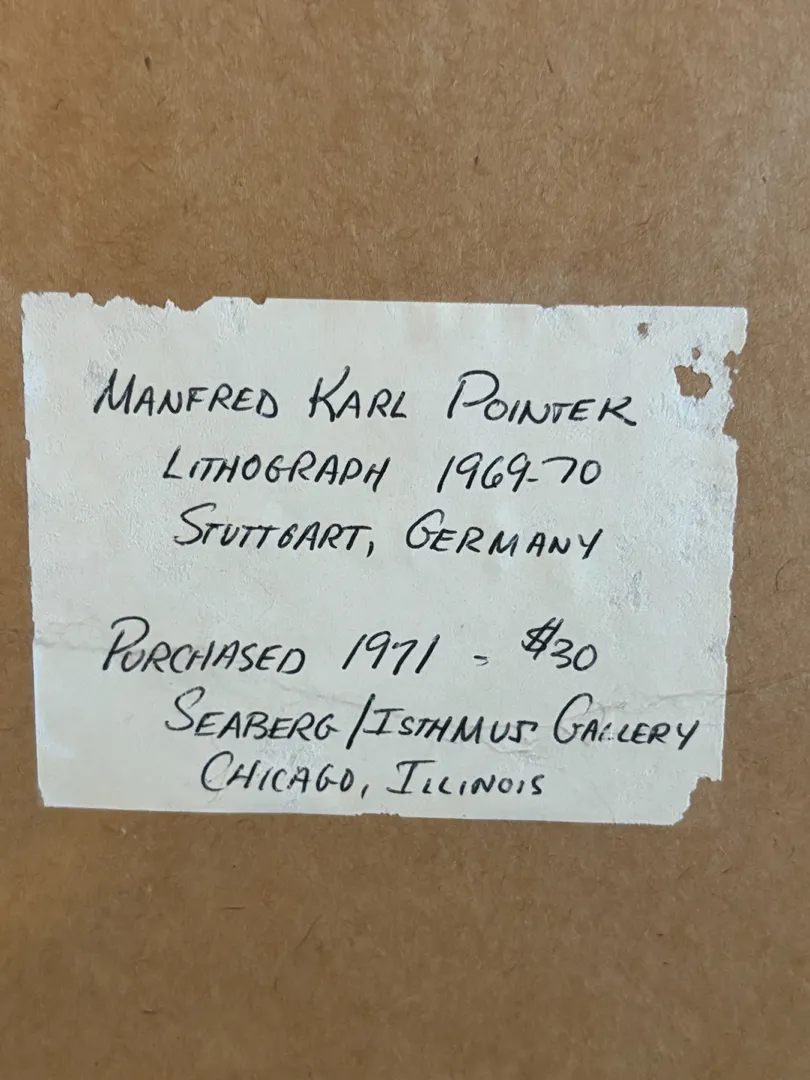 MANFRED KARL POINTER
LITHOGRAPH 1969-70
STUTTGART, GERMANY
PURCHASED 1971 - $30
SEABERG/ISTHMUS GALLERY
CHICAGO, ILLINOIS